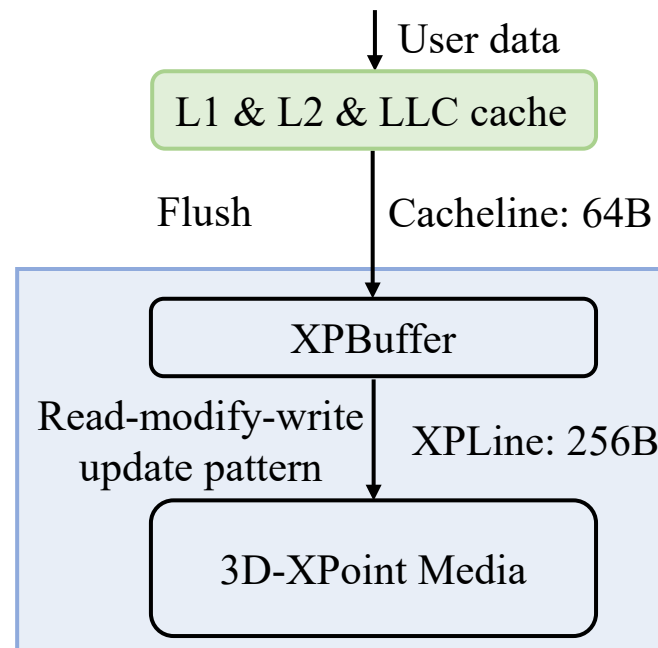 User data
L1 & L2 & LLC cache
Flush
Cacheline: 64B
XPBuffer
Read-modify-write
update pattern
XPLine: 256B
3D-XPoint Media